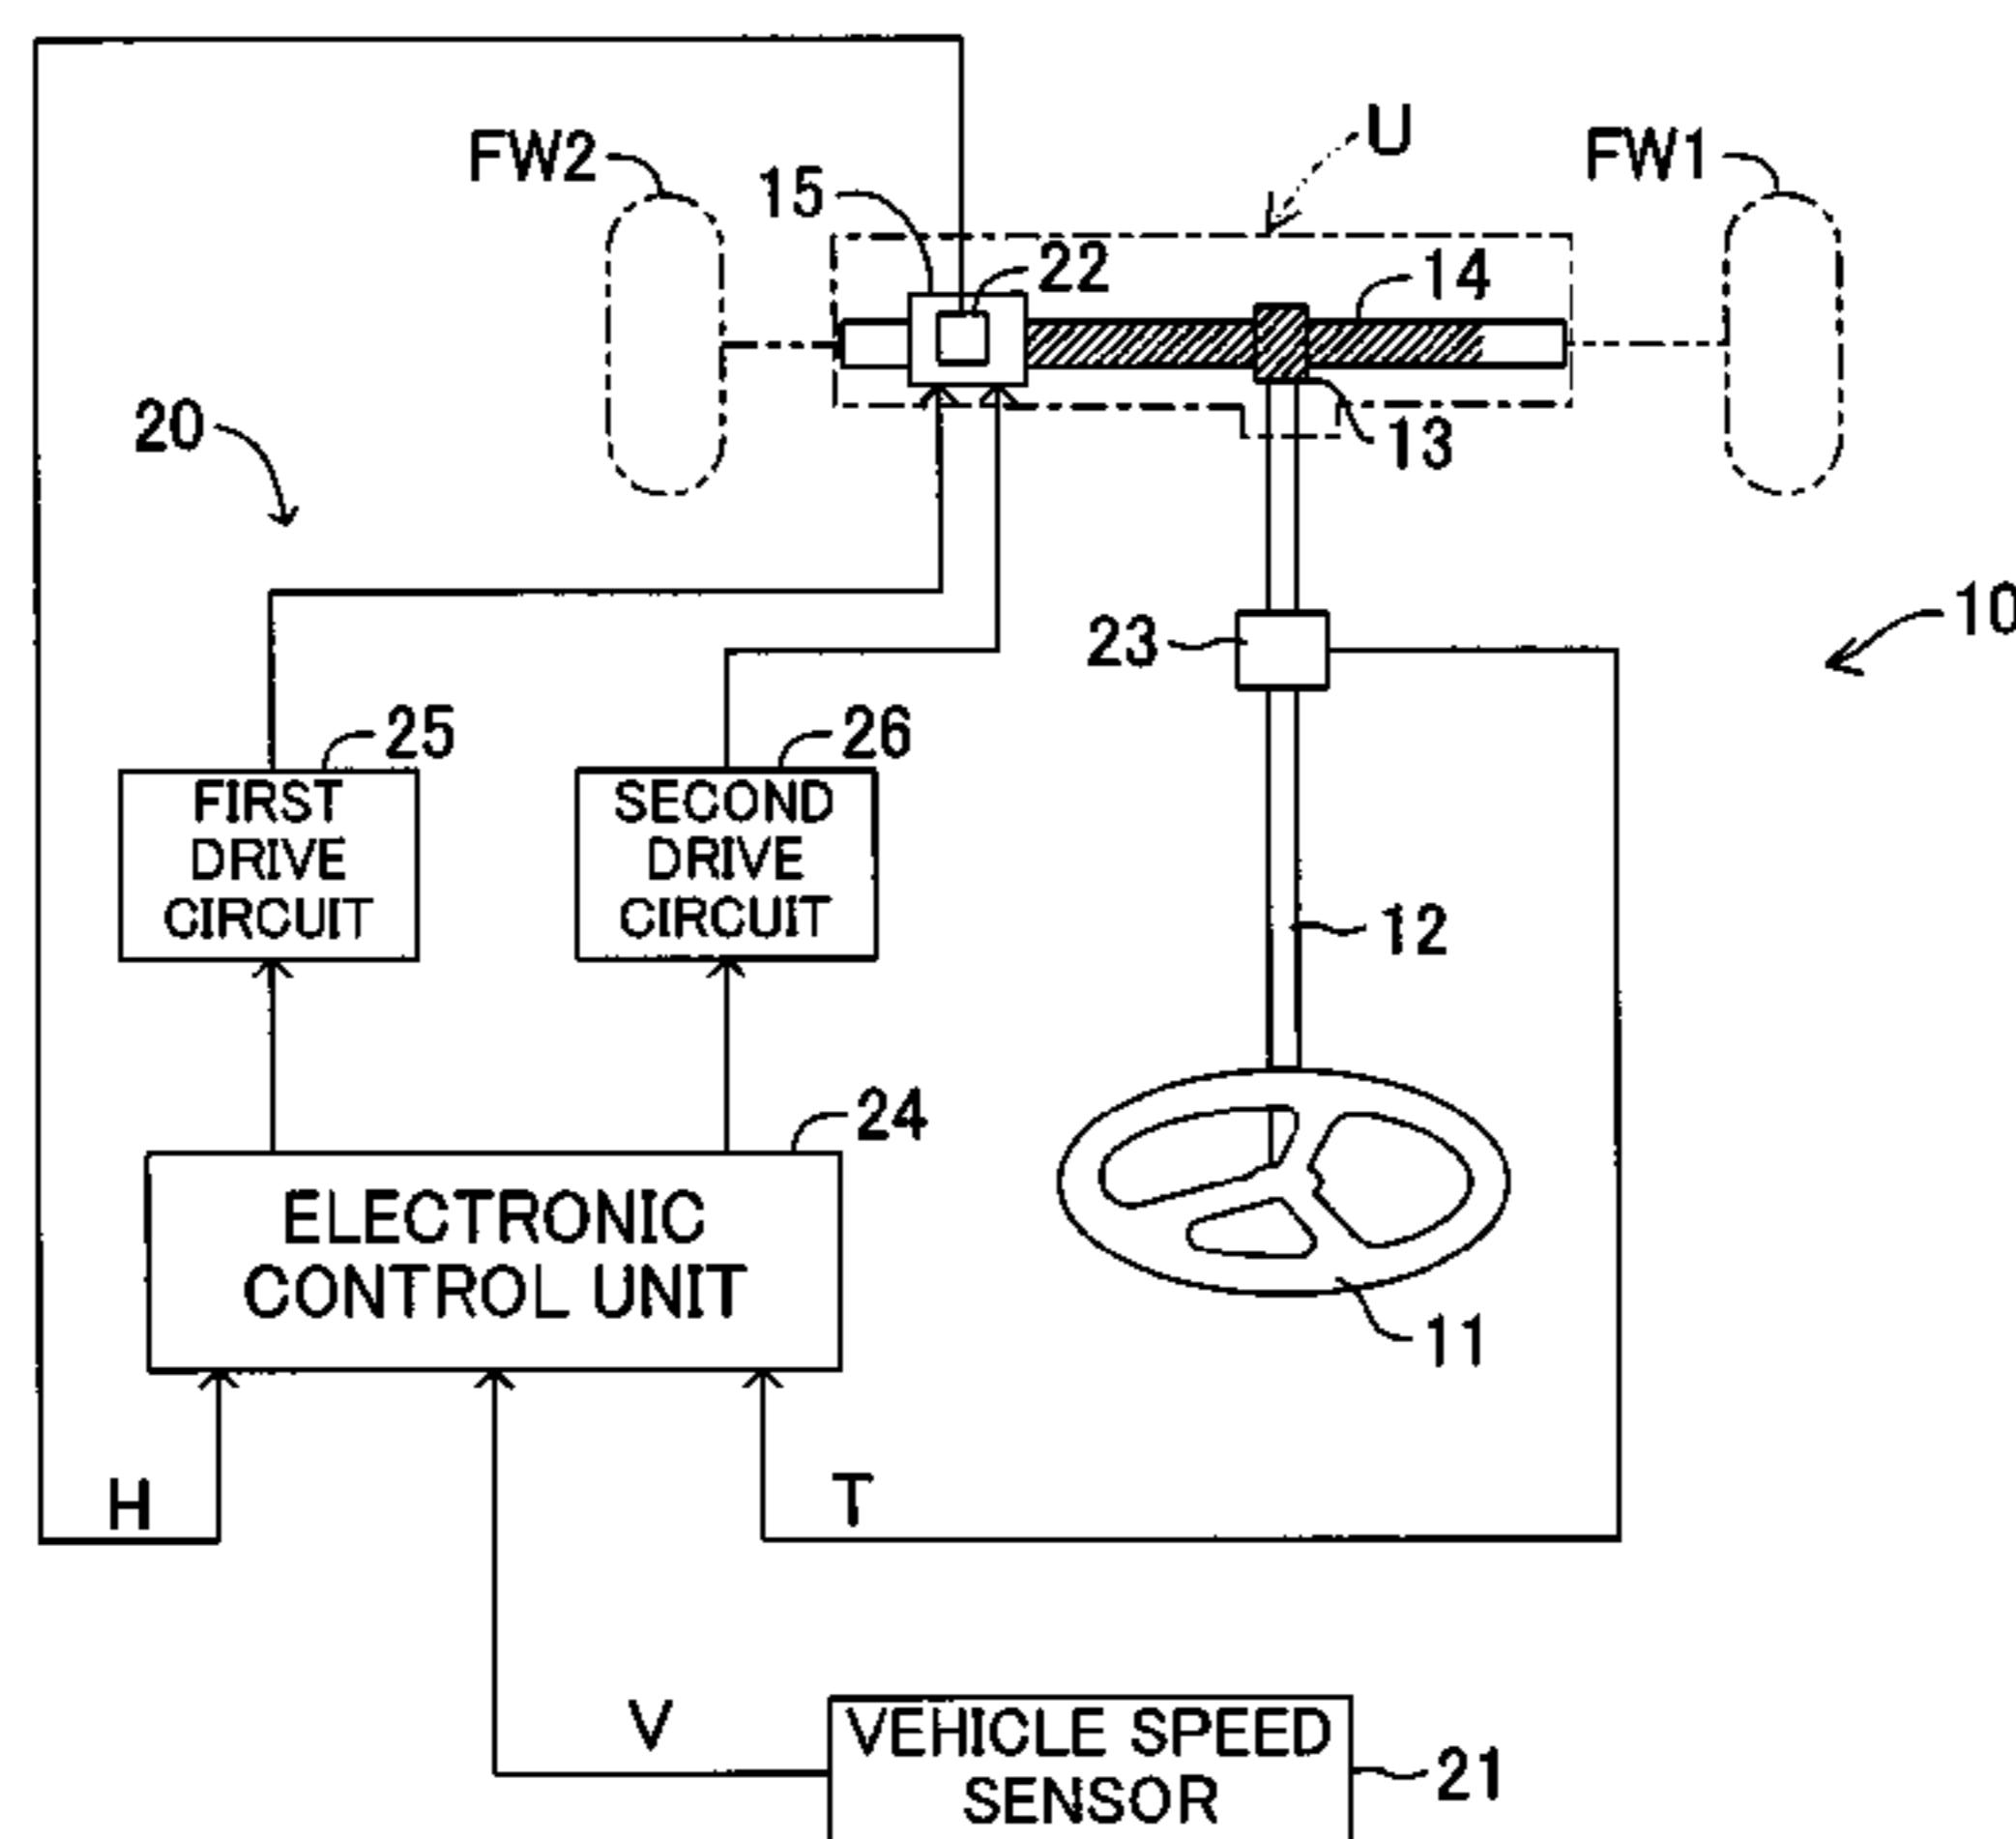 U
FW2
FW1
15
22
14
20
13
10
23
25
26
FIRST
DRIVE
CIRCUIT
SECOND
DRIVE
CIRCUIT
12
24
ELECTRONIC
CONTROL UNIT
11
H
T
V
VEHICLE SPEED
SENSOR
21